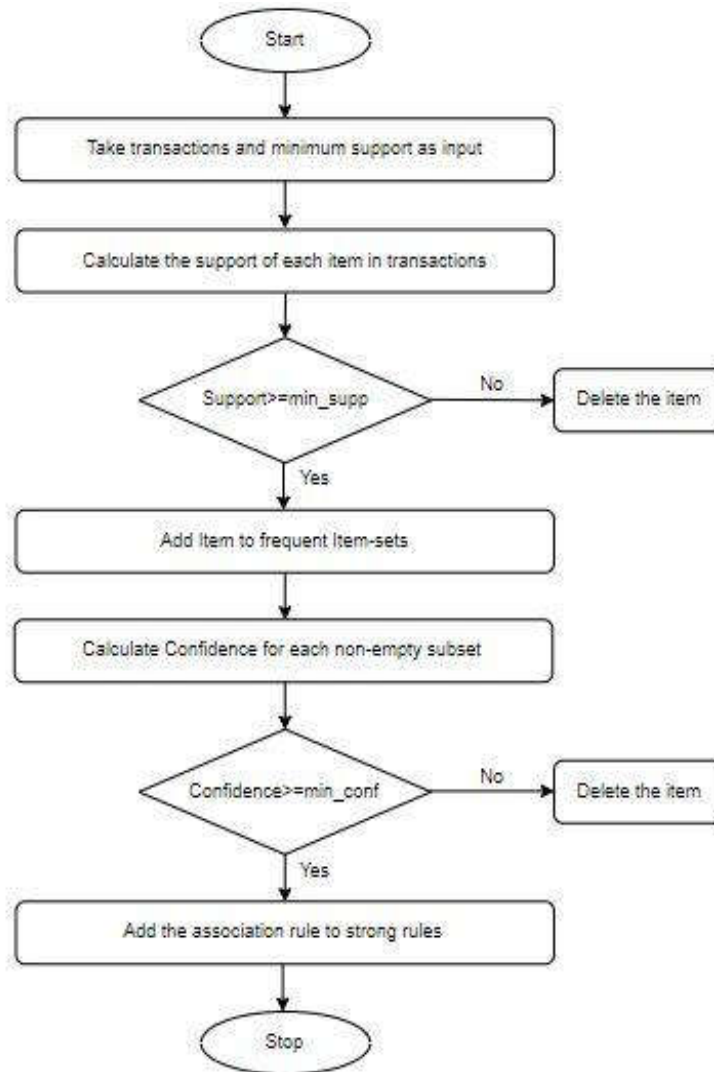 Start
Take transactions and minimum support as input
Calculate the support of each item in transactions
Support>=min_supp
No
Delete the item
Yes
Add Item to frequent Item-sets
Calculate Confidence for each non-empty subset
Confidence>=min_conf
No
Delete the item
Yes
Add the association rule to strong rules
Stop